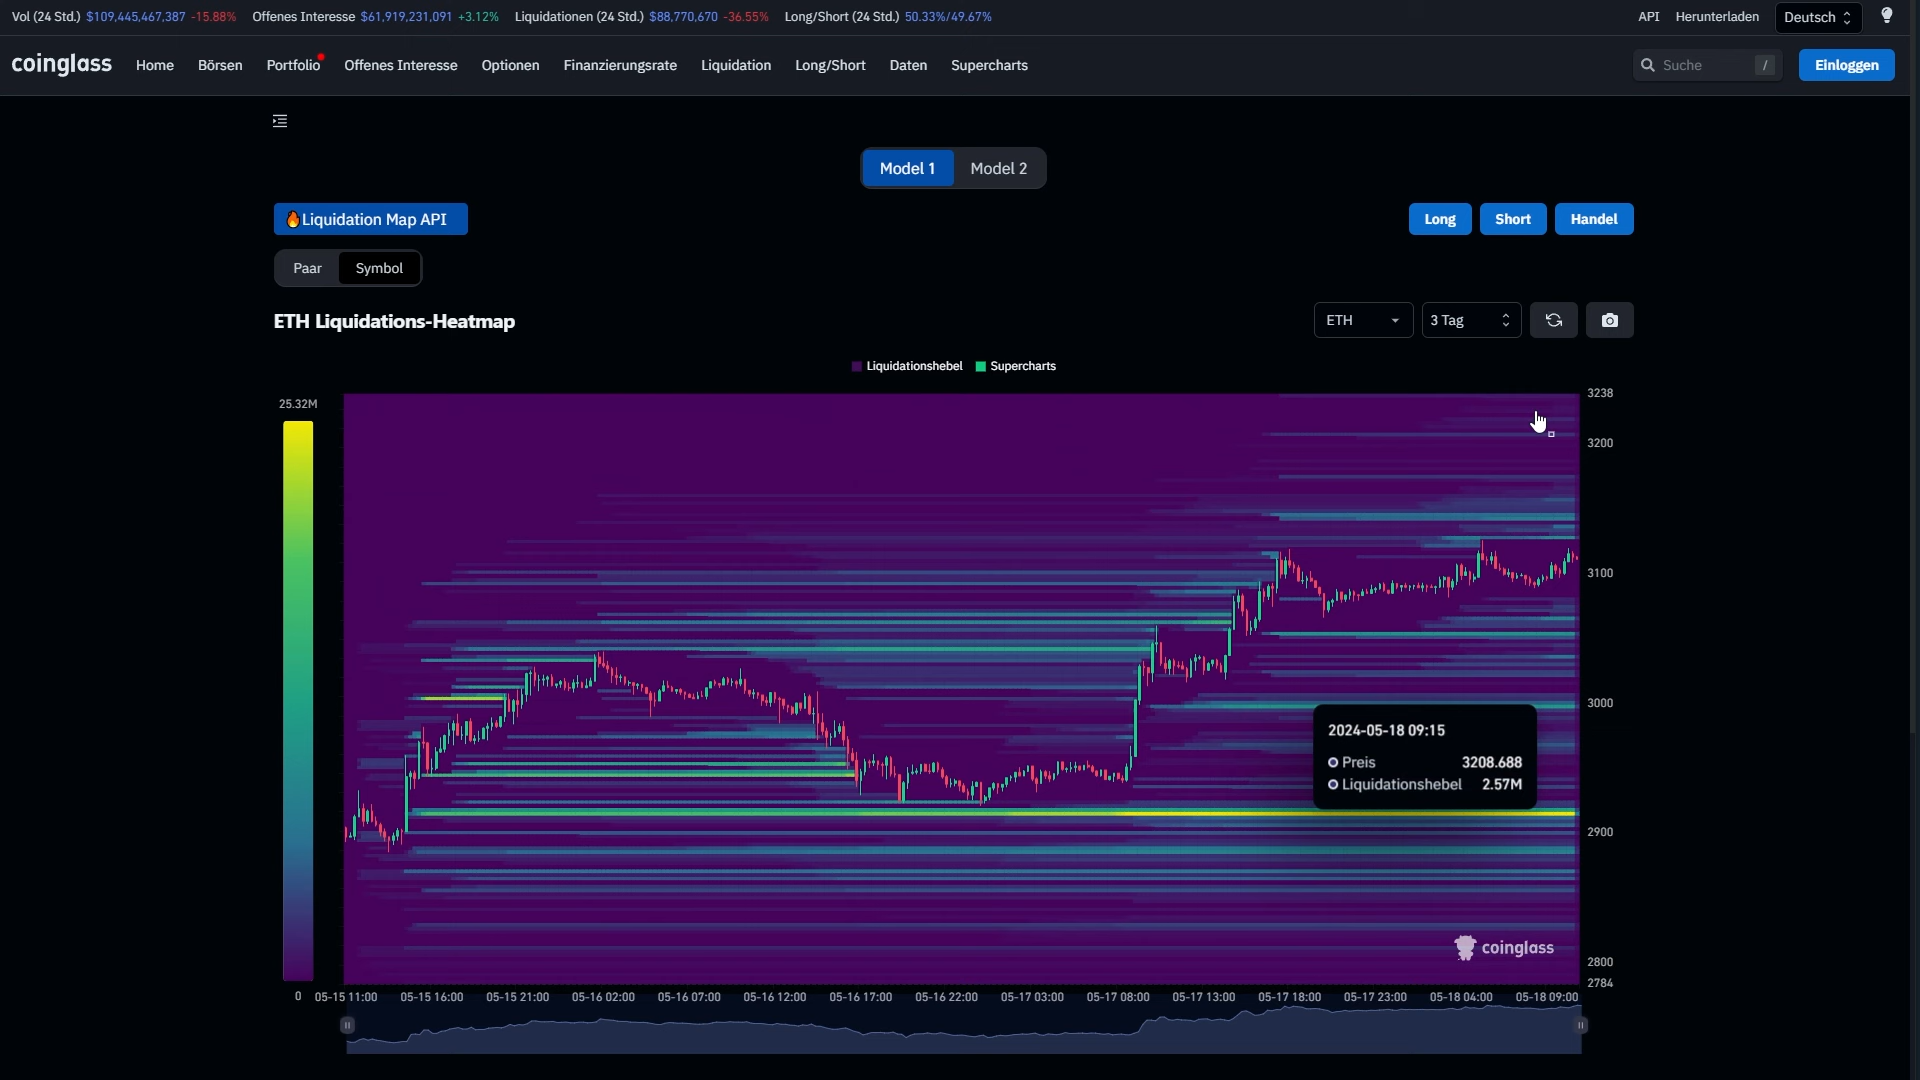 Vol (24 Std.) $109,445,467,387 -15.88% Offenes Interesse $61,919,231,091 +3.12% Liquidationen (24 Std.) $88,770,670 -36.55% Long/Short (24 Std.) 50.33%/49.67% API Herunterladen Deutsch
coinglass Home Börsen Portfolio Offenes Interesse Optionen Finanzierungsrate Liquidation Long/Short Daten Supercharts Suche / Einloggen
Model 1 Model 2
Liquidation Map API Long Short Handel
Paar Symbol
ETH Liquidations-Heatmap ETH 3 Tag
Liquidationshebel Supercharts
25.32M
3238
3200
3100
3000
2024-05-18 09:15
Preis 3208.688
Liquidationshebel 2.57M
2900
coinglass
2800
2784
0 05-15 11:00 05-15 16:00 05-15 21:00 05-16 02:00 05-16 07:00 05-16 12:00 05-16 17:00 05-16 22:00 05-17 03:00 05-17 08:00 05-17 13:00 05-17 18:00 05-17 23:00 05-18 04:00 05-18 09:00